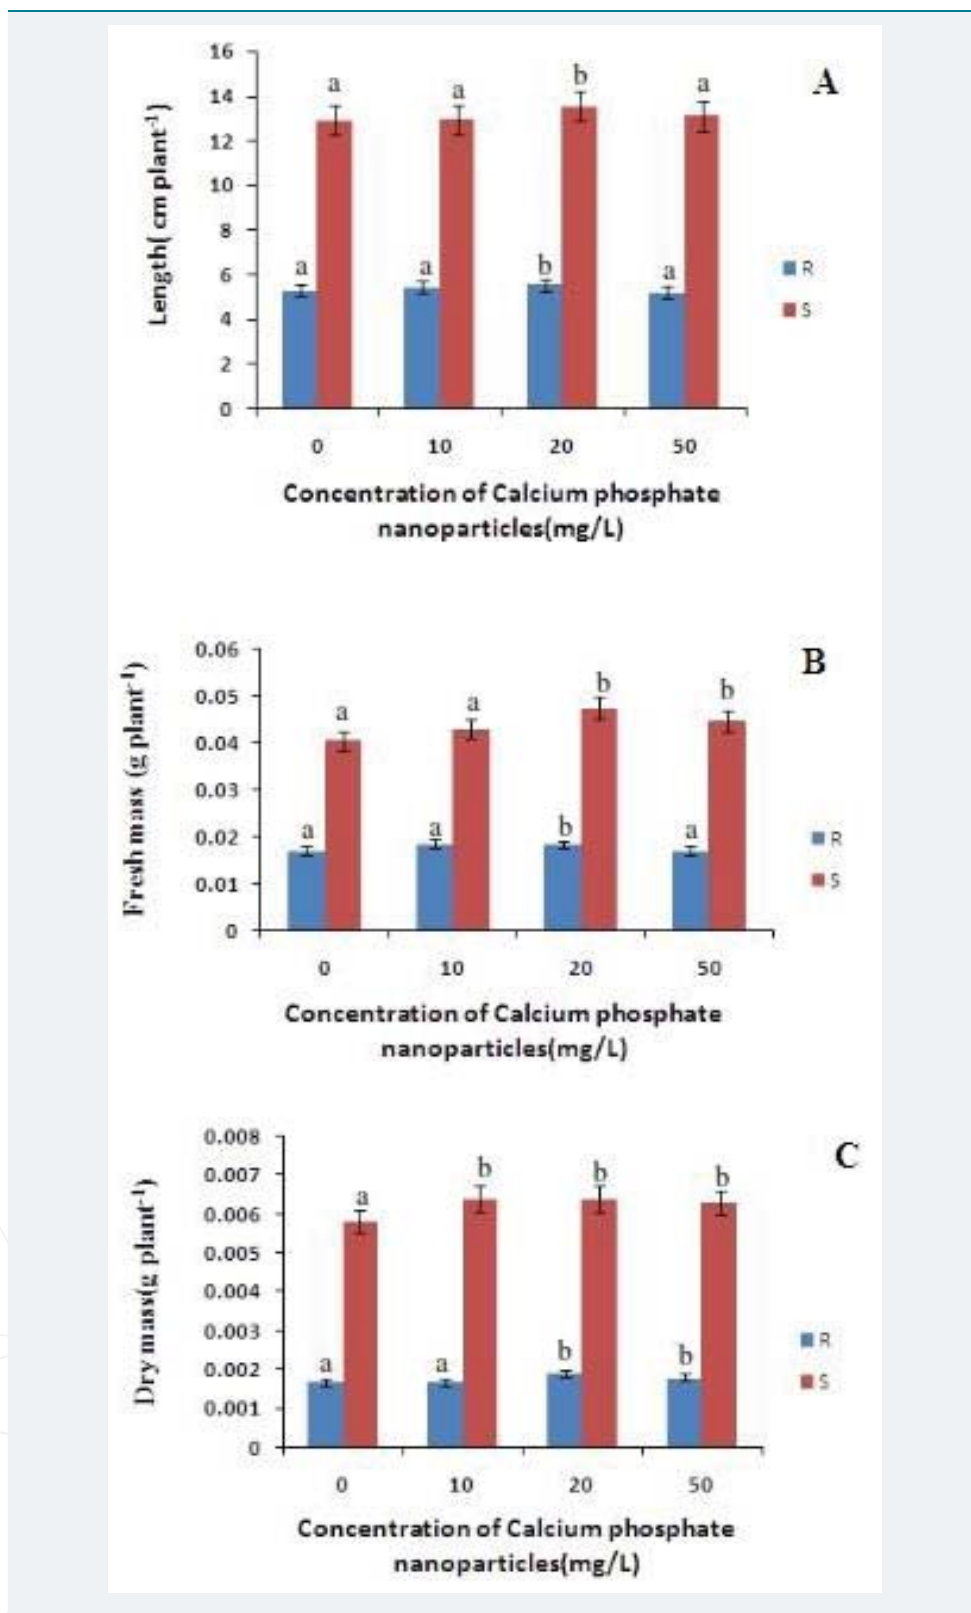 A
16
14
12
10
8
6
4
2
0
Length( cm plant-1)
a a b a
a a b a
R
S
0 10 20 50
Concentration of Calcium phosphate
nanoparticles(mg/L)
B
0.06
0.05
0.04
0.03
0.02
0.01
0
Fresh mass (g plant-1)
a a b b
a a b a
R
S
0 10 20 50
Concentration of Calcium phosphate
nanoparticles(mg/L)
C
0.008
0.007
0.006
0.005
0.004
0.003
0.002
0.001
0
Dry mass(g plant-1)
a b b b
a a b b
R
S
0 10 20 50
Concentration of Calcium phosphate
nanoparticles(mg/L)